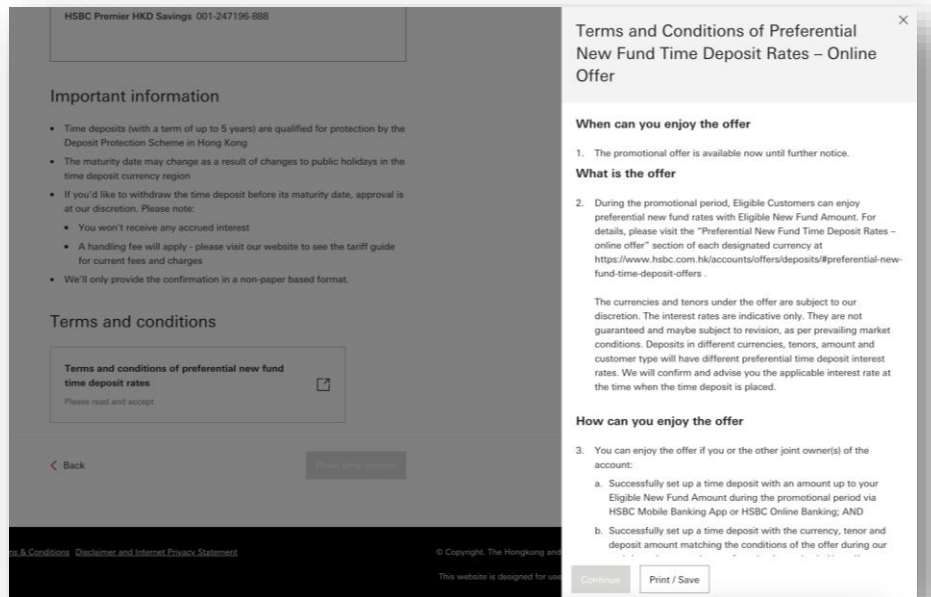 HSBC Premier HKD Savings 001-247196-888
Important information
Time deposits (with a term of up to 5 years) are qualified for protection by the
Deposit Protection Scheme in Hong Kong
The maturity date may change as a result of changes to public holidays in the
time deposit currency region
If you'd like to withdraw the time deposit before its maturity date, approval is
at our discretion. Please note:
You won't receive any accrued interest
A handling fee will apply - please visit our website to see the tariff guide
for current fees and charges
We'll only provide the confirmation in a non-paper based format.
Terms and conditions
Terms and conditions of preferential new fund
time deposit rates
Please read and accept
Back
Place time deposit
& Conditions Disclaimer and Internet Privacy Statement
© Copyright. The Hongkong and
This website is designed for use
Terms and Conditions of Preferential
New Fund Time Deposit Rates – Online
Offer
When can you enjoy the offer
1. The promotional offer is available now until further notice.
What is the offer
2. During the promotional period, Eligible Customers can enjoy
preferential new fund rates with Eligible New Fund Amount. For
details, please visit the "Preferential New Fund Time Deposit Rates –
online offer" section of each designated currency at
https://www.hsbc.com.hk/accounts/offers/deposits/#preferential-new-
fund-time-deposit-offers .
The currencies and tenors under the offer are subject to our
discretion. The interest rates are indicative only. They are not
guaranteed and maybe subject to revision, as per prevailing market
conditions. Deposits in different currencies, tenors, amount and
customer type will have different preferential time deposit interest
rates. We will confirm and advise you the applicable interest rate at
the time when the time deposit is placed.
How can you enjoy the offer
3. You can enjoy the offer if you or the other joint owner(s) of the
account:
a. Successfully set up a time deposit with an amount up to your
Eligible New Fund Amount during the promotional period via
HSBC Mobile Banking App or HSBC Online Banking; AND
b. Successfully set up a time deposit with the currency, tenor and
deposit amount matching the conditions of the offer during our
Continue
Print / Save